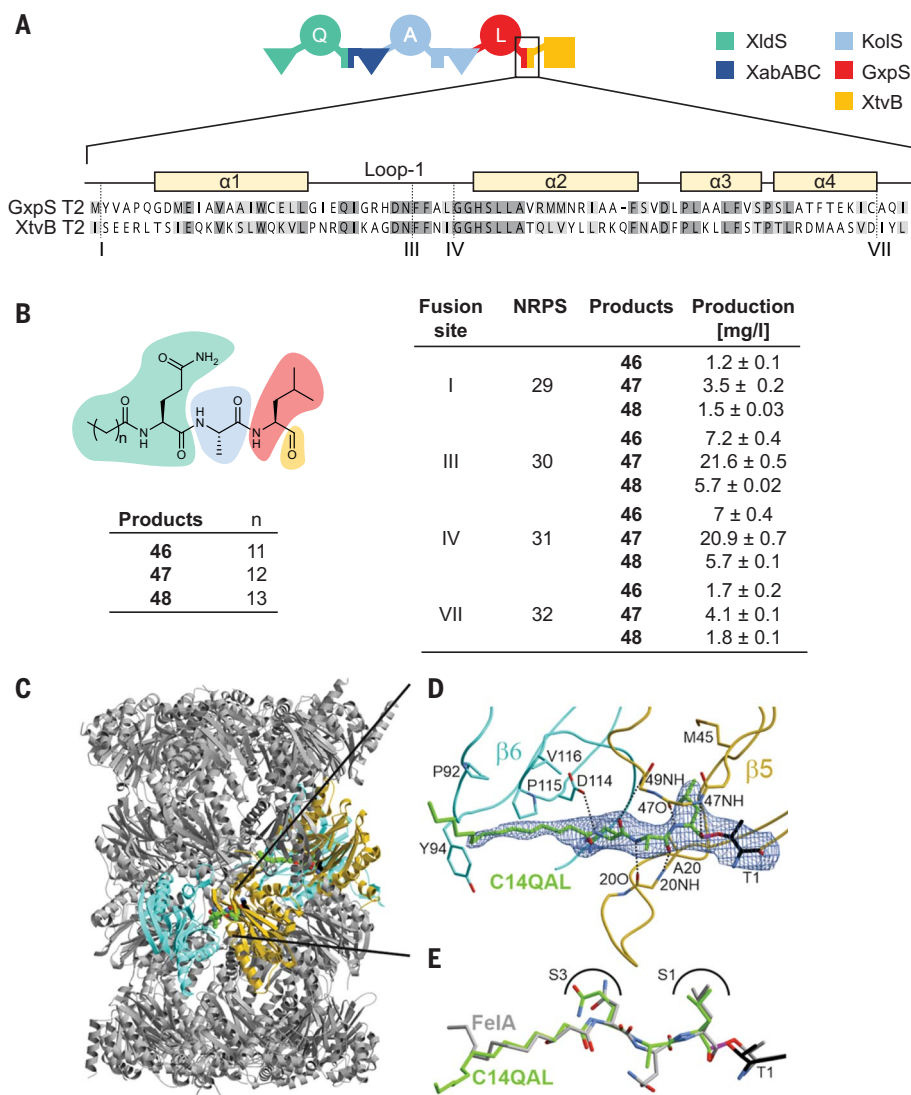 A
Q
A
L
XldS
KolS
XabABC
GxpS
XtvB
Loop-1
α1
α2
α3
α4
GxpS T2 MYVAPQGDMEIAVAAIWCELLGIEQIGRHDNFFALGGHSLLAVRMMNRIAA-FSVDLPLAALFVSPSLATFTEKICAQI
XtvB T2 ISEERLTSIEQKVKSLWQKVLPNRQIKAGDNFFNIGGHSLLATQLVYLLRKQFNADFPLKLLFSTPTLRDMAASVDIYL
I III IV VII
B
O
NH2
O
H
N
O
( )n
N
H
O
N
H
O
O
Products n
46 11
47 12
48 13
Fusion site NRPS Products Production [mg/l]
46 1.2 ± 0.1
I 29 47 3.5 ± 0.2
48 1.5 ± 0.03
46 7.2 ± 0.4
III 30 47 21.6 ± 0.5
48 5.7 ± 0.02
46 7 ± 0.4
IV 31 47 20.9 ± 0.7
48 5.7 ± 0.1
46 1.7 ± 0.2
VII 32 47 4.1 ± 0.1
48 1.8 ± 0.1
C
D
β6
β5
M45
P92
V116
P115
D114
49NH
47O
47NH
Y94
C14QAL
20O
20NH
A20
T1
E
S3
S1
FelA
C14QAL
T1